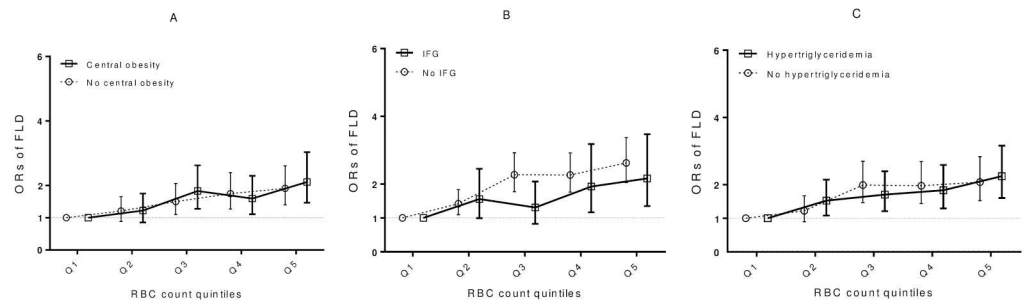 A
ORs of FLD
6
4
2
1
0
Central obesity
No central obesity
Q1
Q2
Q3
Q4
Q5
RBC count quintiles
B
ORs of FLD
6
4
2
1
0
IFG
No IFG
Q1
Q2
Q3
Q4
Q5
RBC count quintiles
C
ORs of FLD
6
4
2
1
0
Hypertriglyceridemia
No hypertriglyceridemia
Q1
Q2
Q3
Q4
Q5
RBC count quintiles